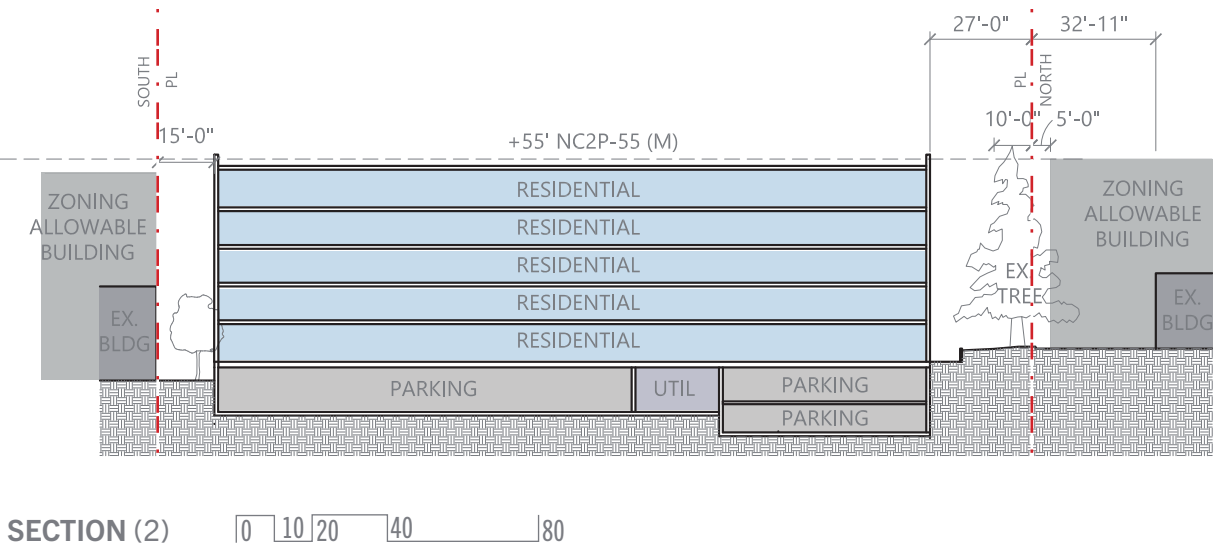 27'-0" 32'-11"
SOUTH
PL
PL
NORTH
10'-0" 5'-0"
15'-0"
+55' NC2P-55 (M)
ZONING
ALLOWABLE
BUILDING
RESIDENTIAL
RESIDENTIAL
RESIDENTIAL
RESIDENTIAL
RESIDENTIAL
ZONING
ALLOWABLE
BUILDING
EX
TREE
EX.
BLDG
EX.
BLDG
PARKING
UTIL
PARKING
PARKING
SECTION (2)
0 10 20 40 80